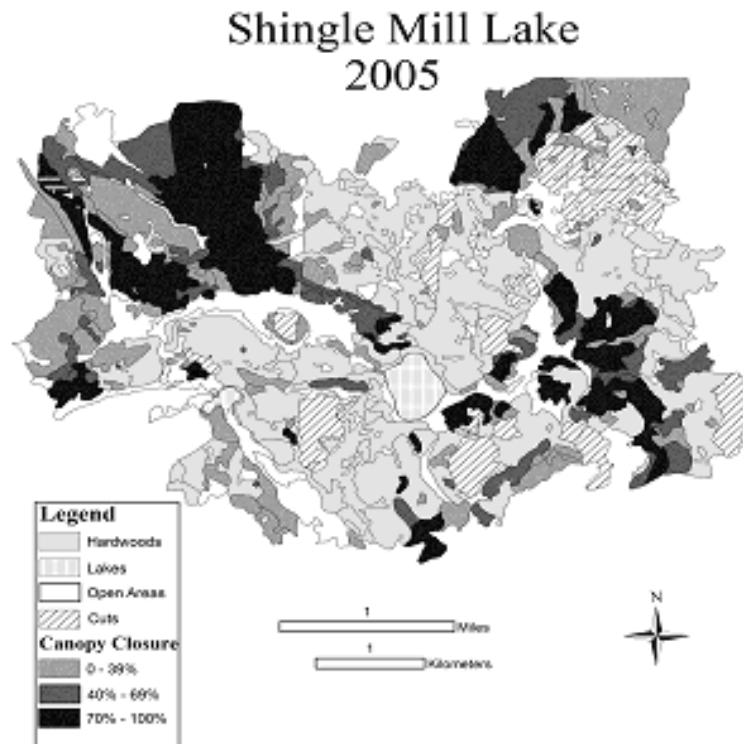 Shingle Mill Lake
2005
Legend
Hardwoods
Lakes
Open Areas
Cuts
Canopy Closure
0 - 39%
40% - 69%
70% - 100%
1
Miles
1
Kilometers
N